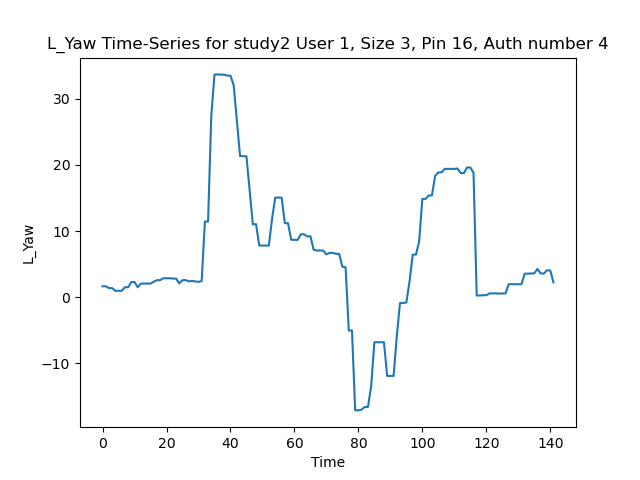 L_Yaw Time-Series for study2 User 1, Size 3, Pin 16, Auth number 4
30
20
10
0
−10
L_Yaw
0 20 40 60 80 100 120 140
Time